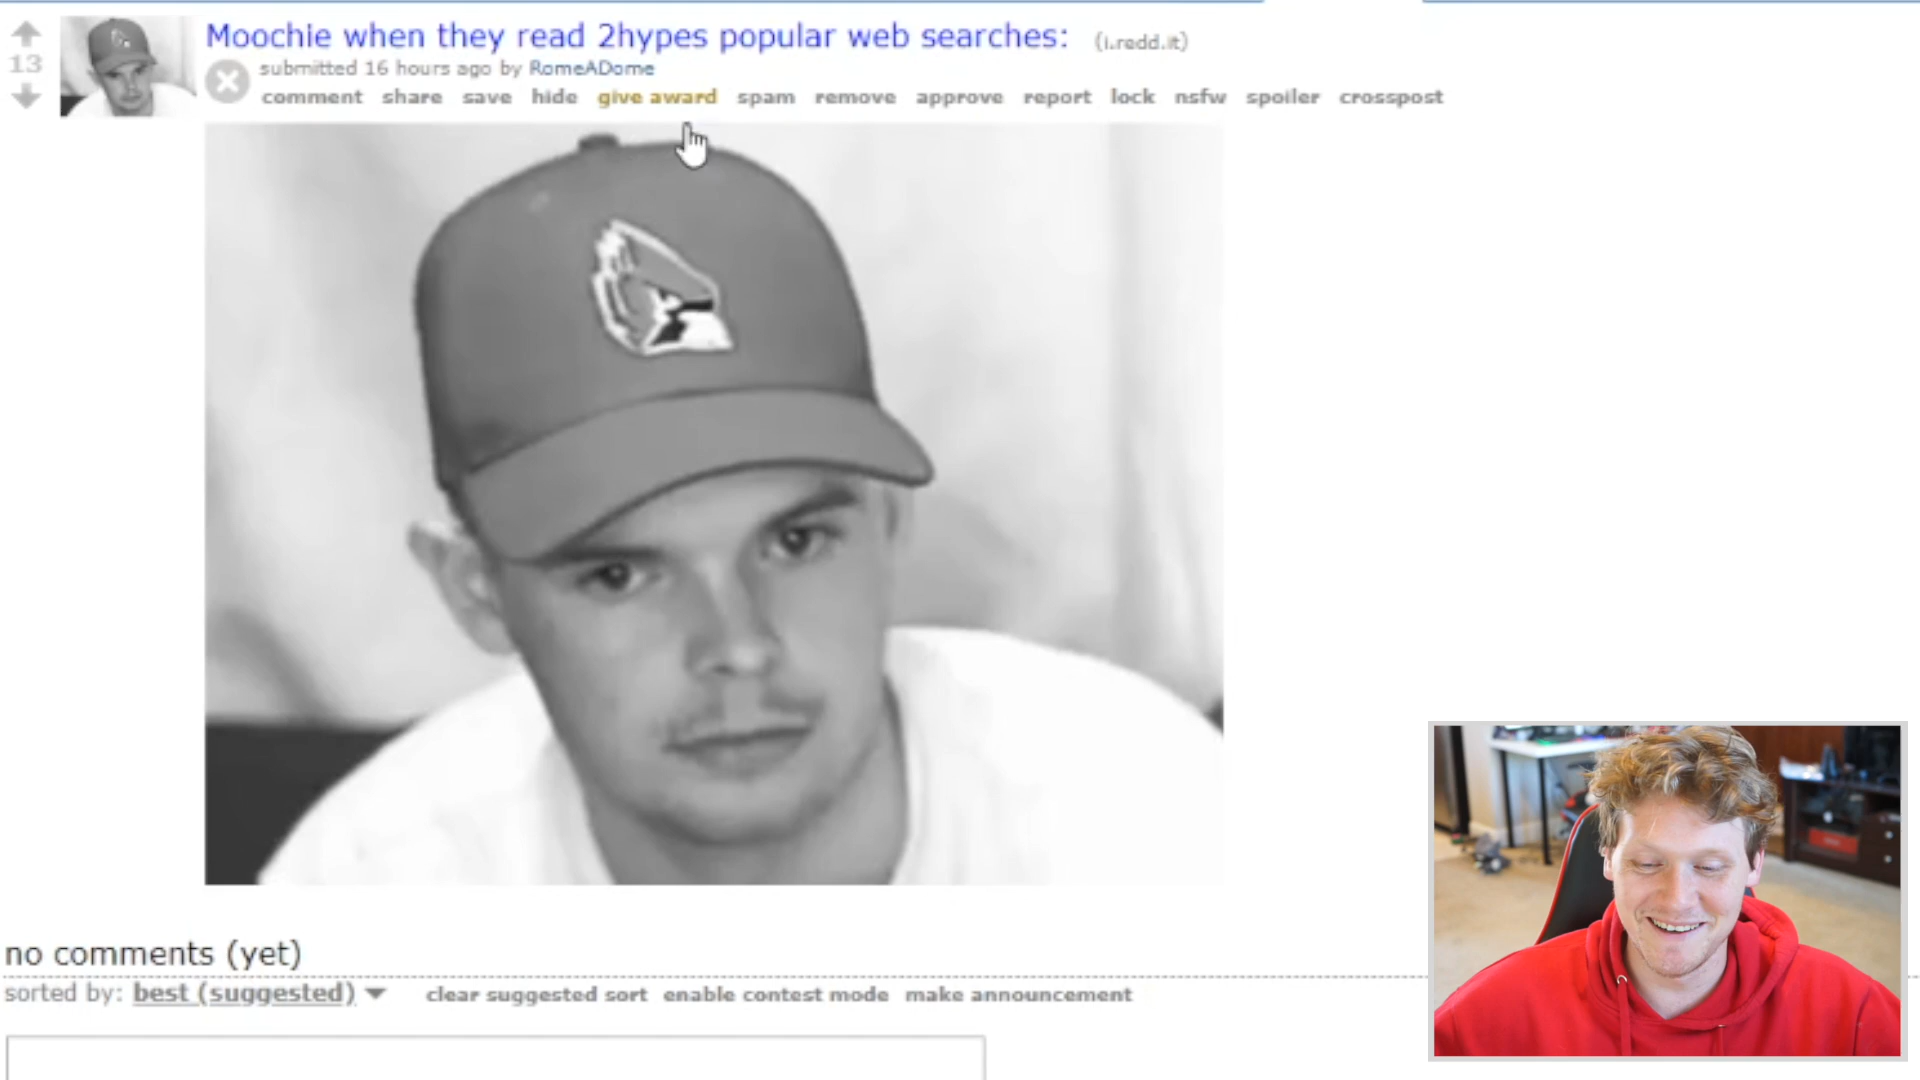 Moochie when they read 2hypes popular web searches: (i.redd.it)
13
submitted 16 hours ago by RomeADome
comment share save hide give award spam remove approve report lock nsfw spoiler crosspost
no comments (yet)
sorted by: best (suggested) clear suggested sort enable contest mode make announcement